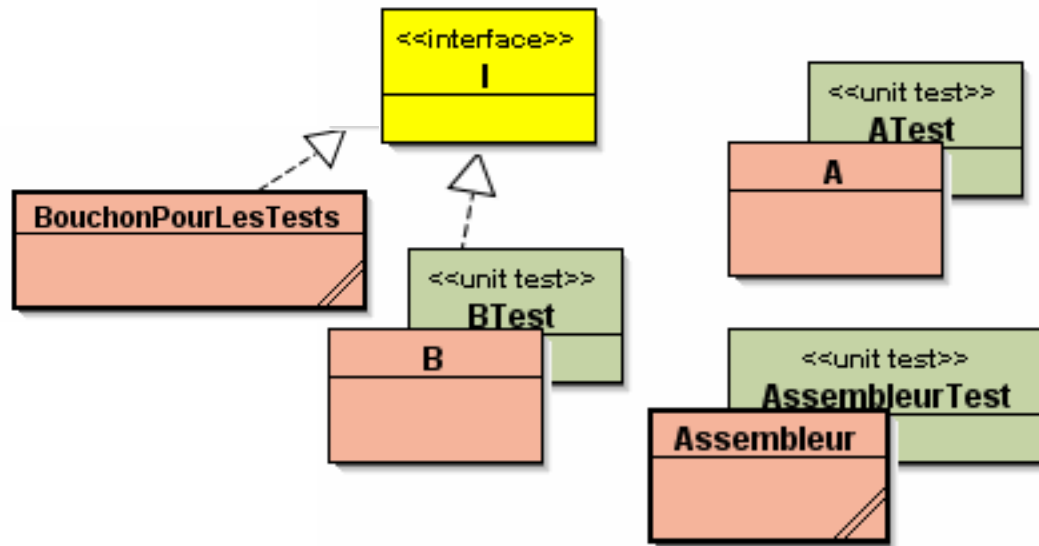 <<interface>>
I
<<unit test>>
ATest
A
BouchonPourLesTests
<<unit test>>
BTest
B
<<unit test>>
AssembleurTest
Assembleur